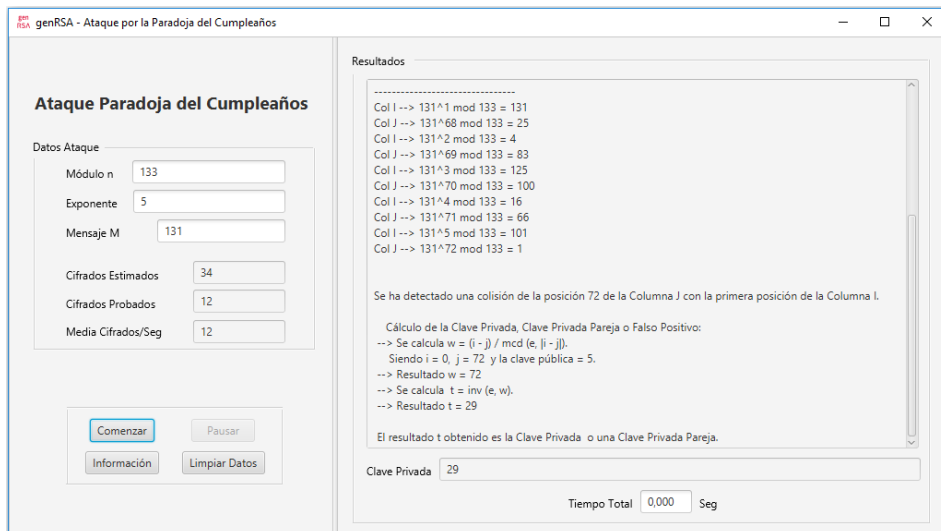 gen
RSA
genRSA - Ataque por la Paradoja del Cumpleaños
Ataque Paradoja del Cumpleaños
Datos Ataque
Módulo n 133
Exponente 5
Mensaje M 131
Cifrados Estimados 34
Cifrados Probados 12
Media Cifrados/Seg 12
Comenzar Pausar
Información Limpiar Datos
Resultados
--------------------------------
Col I --> 131^1 mod 133 = 131
Col J --> 131^68 mod 133 = 25
Col I --> 131^2 mod 133 = 4
Col J --> 131^69 mod 133 = 83
Col I --> 131^3 mod 133 = 125
Col J --> 131^70 mod 133 = 100
Col I --> 131^4 mod 133 = 16
Col J --> 131^71 mod 133 = 66
Col I --> 131^5 mod 133 = 101
Col J --> 131^72 mod 133 = 1
Se ha detectado una colisión de la posición 72 de la Columna J con la primera posición de la Columna I.
Cálculo de la Clave Privada, Clave Privada Pareja o Falso Positivo:
--> Se calcula w = (i - j) / mcd (e, |i - j|).
Siendo i = 0, j = 72 y la clave pública = 5.
--> Resultado w = 72
--> Se calcula t = inv (e, w).
--> Resultado t = 29
El resultado t obtenido es la Clave Privada o una Clave Privada Pareja.
Clave Privada 29
Tiempo Total 0,000 Seg